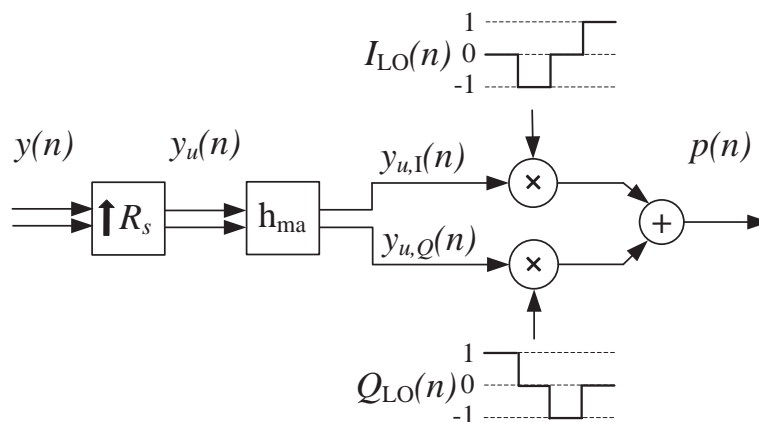 1
I_LO(n) 0
-1
y(n) y_u(n) y_u,I(n) p(n)
×
↑ R_s h_ma +
y_u,Q(n)
×
1
Q_LO(n) 0
-1